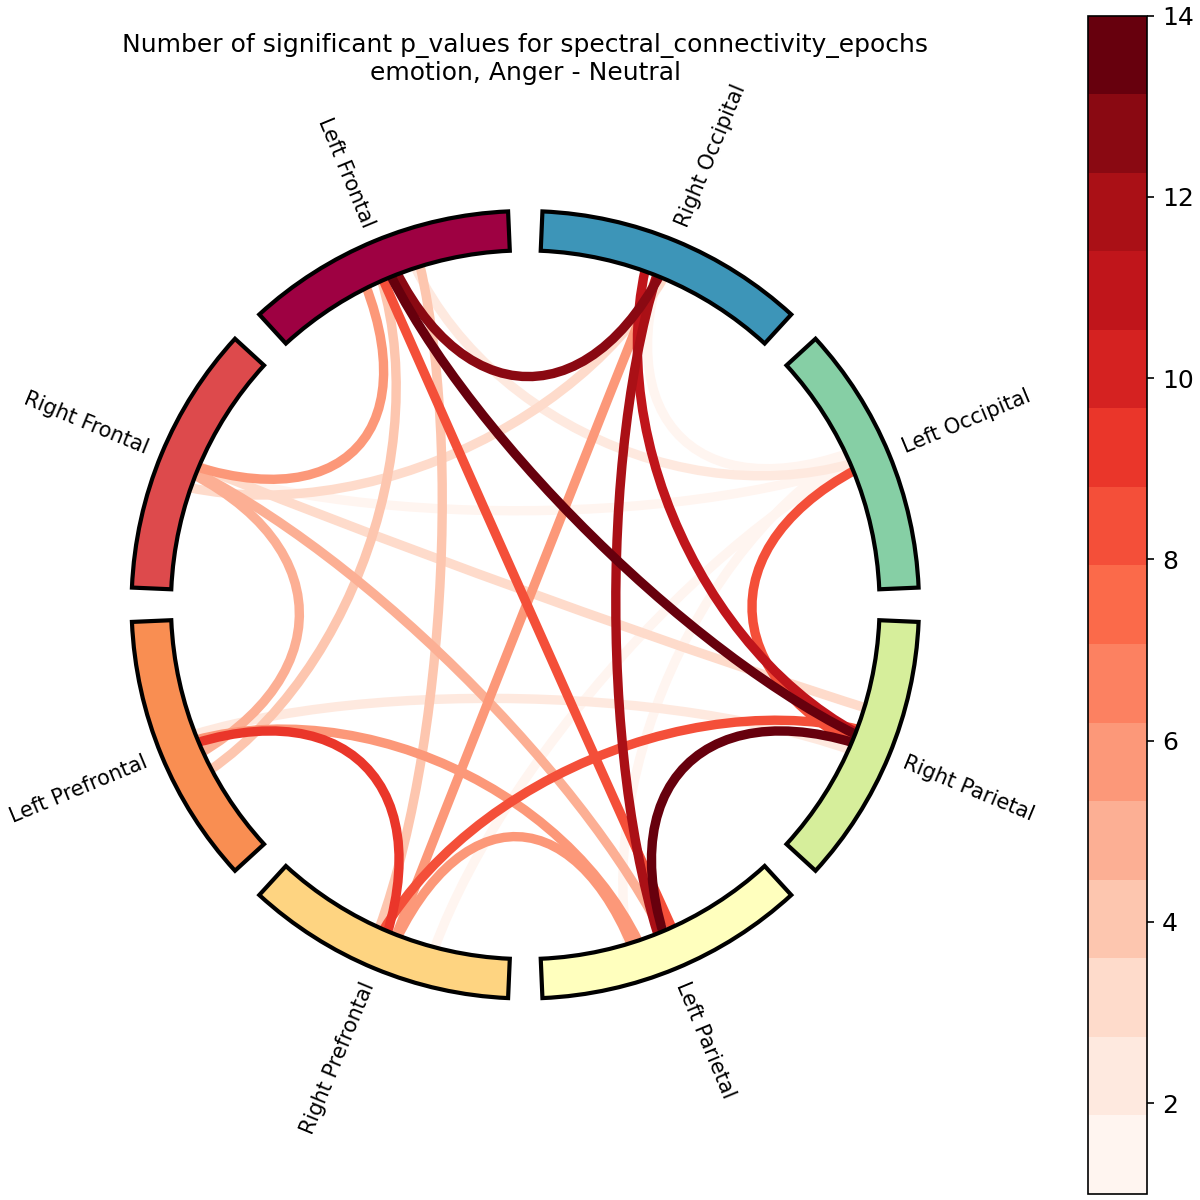 Number of significant p_values for spectral_connectivity_epochs
emotion, Anger - Neutral
Left Frontal
Right Occipital
Right Frontal
Left Occipital
Left Prefrontal
Right Parietal
Right Prefrontal
Left Parietal
14
12
10
8
6
4
2